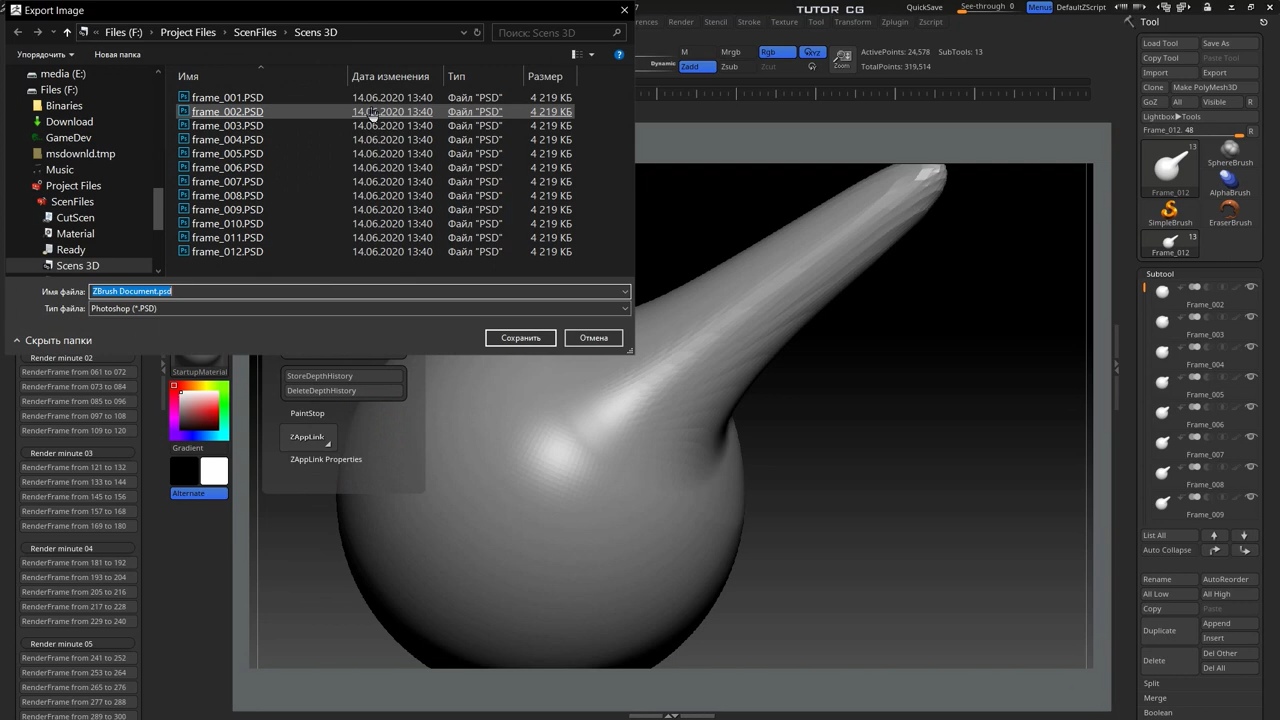 Export Image
Files (F:) › Project Files › ScenFiles › Scens 3D
Поиск: Scens 3D
Упорядочить
Новая папка
media (E:)
Files (F:)
Binaries
Download
GameDev
msdownld.tmp
Music
Project Files
ScenFiles
CutScen
Material
Ready
Scens 3D
Имя Дата изменения Тип Размер
frame_001.PSD 14.06.2020 13:40 Файл "PSD" 4 219 КБ
frame_002.PSD 14.06.2020 13:40 Файл "PSD" 4 219 КБ
frame_003.PSD 14.06.2020 13:40 Файл "PSD" 4 219 КБ
frame_004.PSD 14.06.2020 13:40 Файл "PSD" 4 219 КБ
frame_005.PSD 14.06.2020 13:40 Файл "PSD" 4 219 КБ
frame_006.PSD 14.06.2020 13:40 Файл "PSD" 4 219 КБ
frame_007.PSD 14.06.2020 13:40 Файл "PSD" 4 219 КБ
frame_008.PSD 14.06.2020 13:40 Файл "PSD" 4 219 КБ
frame_009.PSD 14.06.2020 13:40 Файл "PSD" 4 219 КБ
frame_010.PSD 14.06.2020 13:40 Файл "PSD" 4 219 КБ
frame_011.PSD 14.06.2020 13:40 Файл "PSD" 4 219 КБ
frame_012.PSD 14.06.2020 13:40 Файл "PSD" 4 219 КБ
Имя файла: ZBrush Document.psd
Тип файла: Photoshop (*.PSD)
Скрыть папки
Сохранить
Отмена
TUTOR CG
QuickSave See-through 0 Menus DefaultZScript
Render Stencil Stroke Texture Tool Transform Zplugin Zscript
Dynamic
M Mrgb Rgb
Zadd Zsub Zcut
Zoom
ActivePoints: 24,578 SubTools: 13
TotalPoints: 319,514
Render minute 02
RenderFrame from 061 to 072
RenderFrame from 073 to 084
RenderFrame from 085 to 096
RenderFrame from 097 to 108
RenderFrame from 109 to 120
Render minute 03
RenderFrame from 121 to 132
RenderFrame from 133 to 144
RenderFrame from 145 to 156
RenderFrame from 157 to 168
RenderFrame from 169 to 180
Render minute 04
RenderFrame from 181 to 192
RenderFrame from 193 to 204
RenderFrame from 205 to 216
RenderFrame from 217 to 228
RenderFrame from 229 to 240
Render minute 05
RenderFrame from 241 to 252
RenderFrame from 253 to 264
RenderFrame from 265 to 276
RenderFrame from 277 to 288
RenderFrame from 289 to 300
StartupMaterial
Gradient
Alternate
StoreDepthHistory
DeleteDepthHistory
PaintStop
ZAppLink
ZAppLink Properties
Tool
Load Tool Save As
Copy Tool Paste Tool
Import Export
Clone Make PolyMesh3D
GoZ All Visible R
Lightbox►Tools
Frame_012. 48 R
13
Frame_012
SphereBrush
AlphaBrush
SimpleBrush
EraserBrush
13
Frame_012
Subtool
Frame_002
Frame_003
Frame_004
Frame_005
Frame_006
Frame_007
Frame_008
Frame_009
List All
Auto Collapse
Rename AutoReorder
All Low All High
Copy Paste
Duplicate Append
Insert
Delete Del Other
Del All
Split
Merge
Boolean